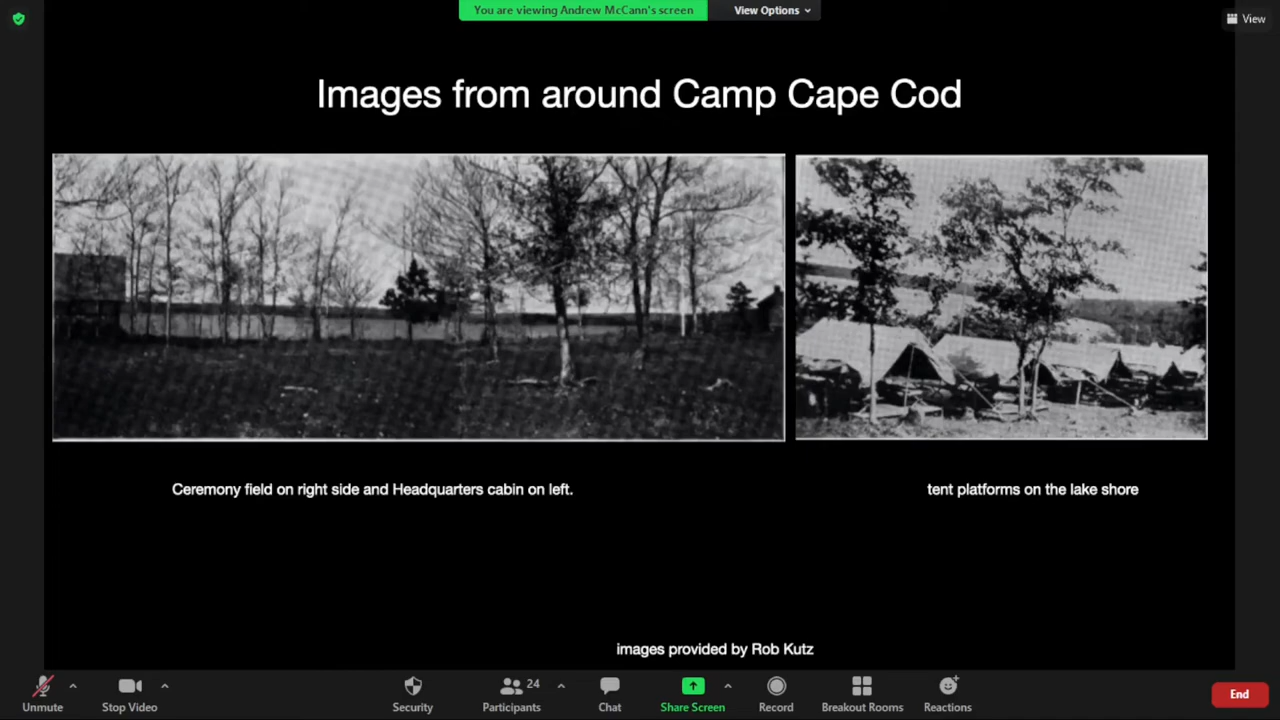 You are viewing Andrew McCann's screen
View Options
View
Images from around Camp Cape Cod
Ceremony field on right side and Headquarters cabin on left.
tent platforms on the lake shore
images provided by Rob Kutz
Unmute
Stop Video
Security
24
Participants
Chat
Share Screen
Record
Breakout Rooms
Reactions
End